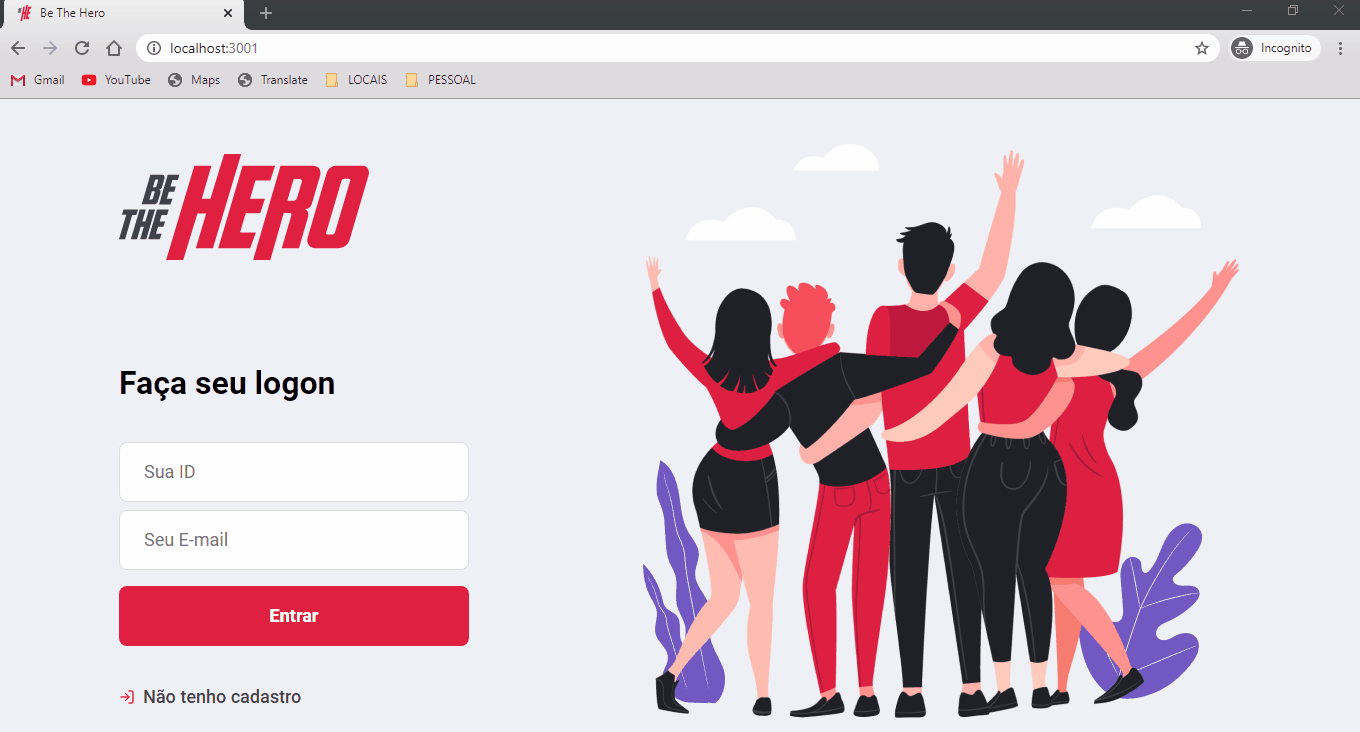 Be The Hero
localhost:3001
Incognito
Gmail YouTube Maps Translate LOCAIS PESSOAL
BE THE HERO
Faça seu logon
Sua ID
Seu E-mail
Entrar
Não tenho cadastro